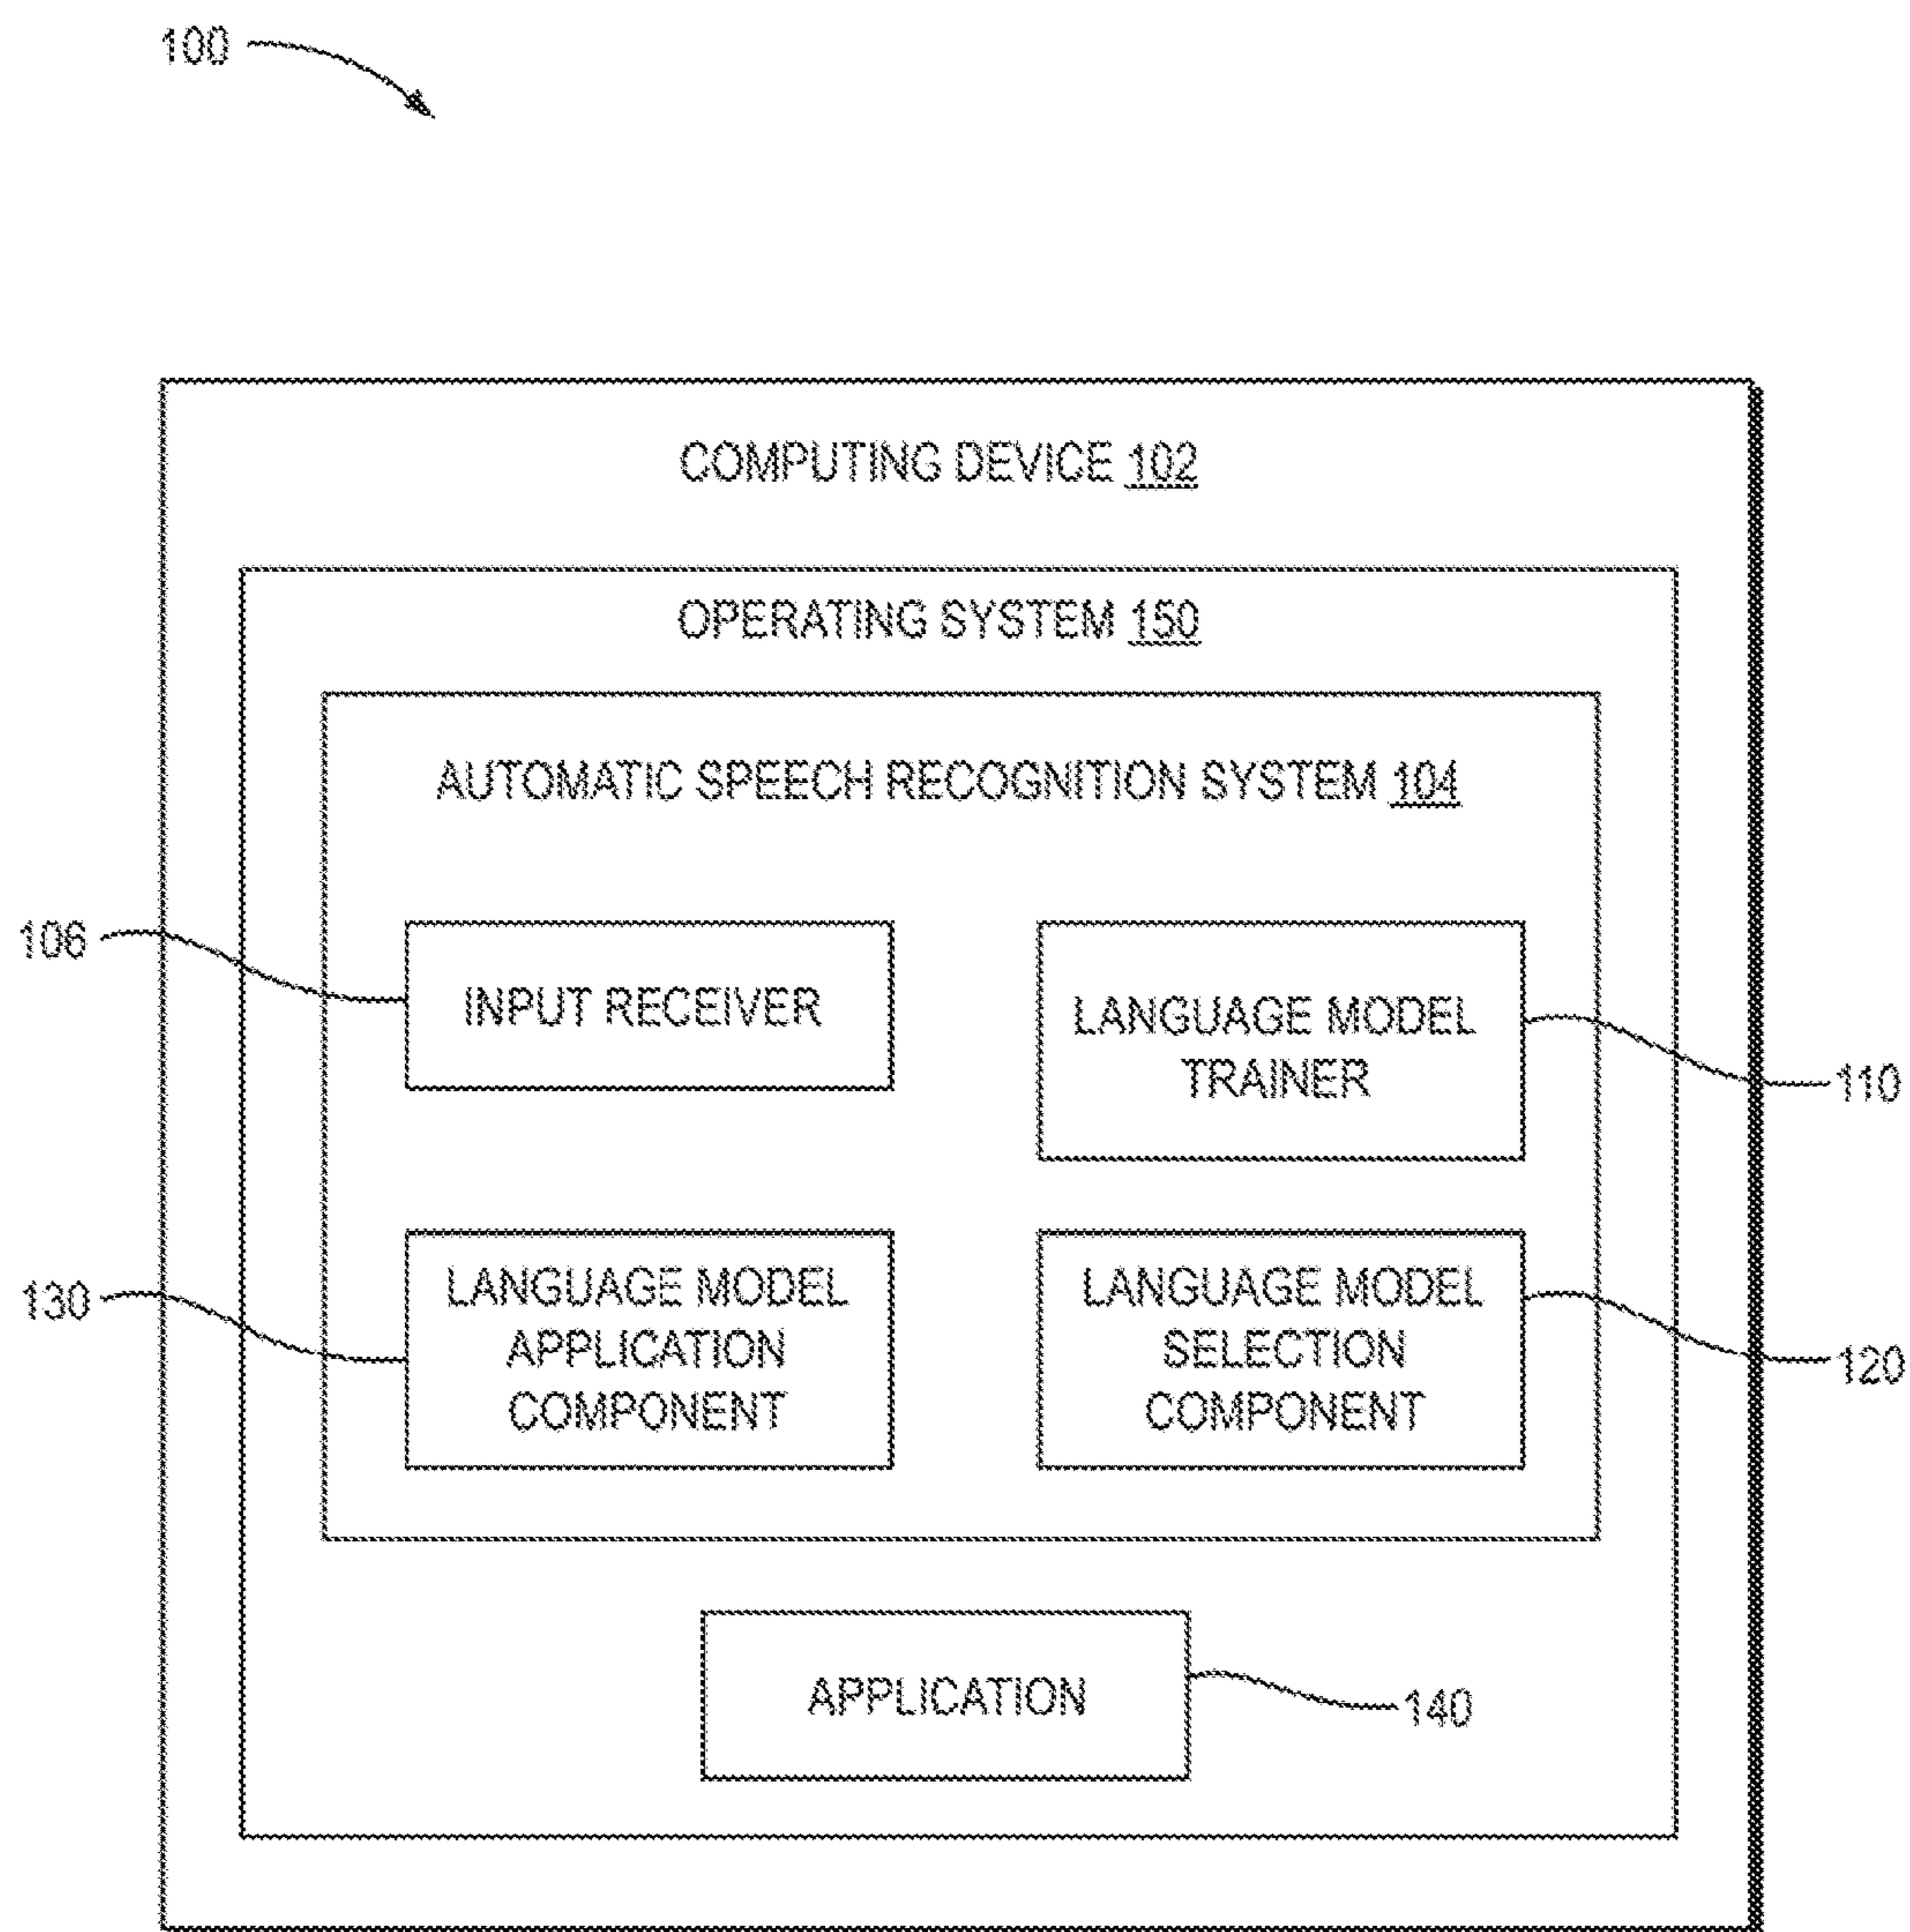 100
COMPUTING DEVICE 102
OPERATING SYSTEM 150
AUTOMATIC SPEECH RECOGNITION SYSTEM 104
106
INPUT RECEIVER
LANGUAGE MODEL
TRAINER
110
130
LANGUAGE MODEL
APPLICATION
COMPONENT
LANGUAGE MODEL
SELECTION
COMPONENT
120
APPLICATION
140